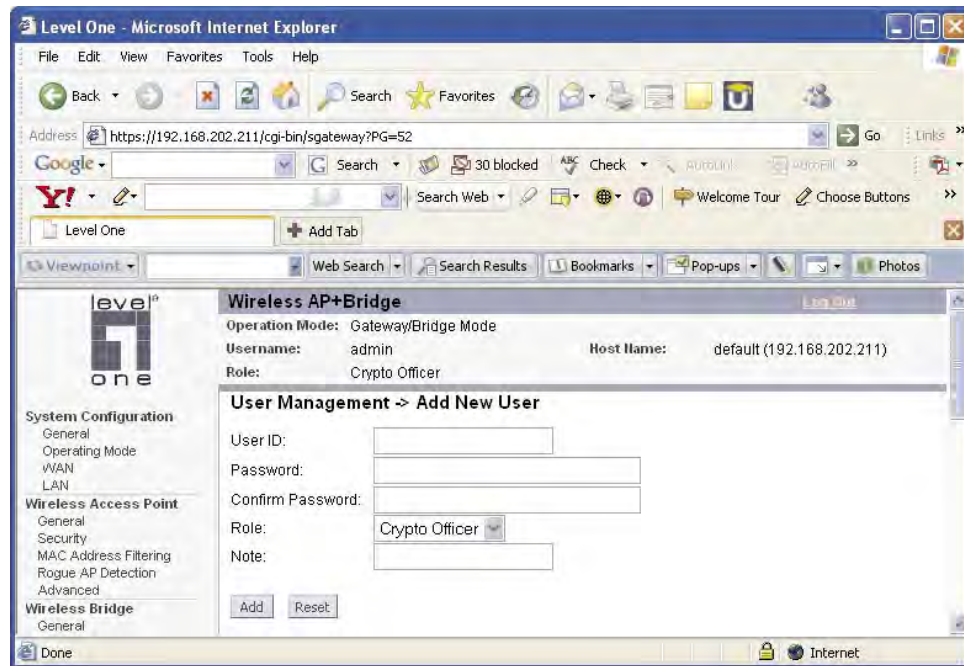 Level One - Microsoft Internet Explorer
File Edit View Favorites Tools Help
Back Search Favorites
Address https://192.168.202.211/cgi-bin/sgateway?PG=52 Go Links »
Google Search 30 blocked Check AutoLink AutoFill »
Y! Search Web Welcome Tour Choose Buttons »
Level One Add Tab
Viewpoint Web Search Search Results Bookmarks Pop-ups Photos
level
one
Wireless AP+Bridge Log Out
Operation Mode: Gateway/Bridge Mode
Username: admin Host Name: default (192.168.202.211)
Role: Crypto Officer
System Configuration
General
Operating Mode
WAN
LAN
Wireless Access Point
General
Security
MAC Address Filtering
Rogue AP Detection
Advanced
Wireless Bridge
General
User Management -> Add New User
User ID:
Password:
Confirm Password:
Role: Crypto Officer
Note:
Add Reset
Done Internet